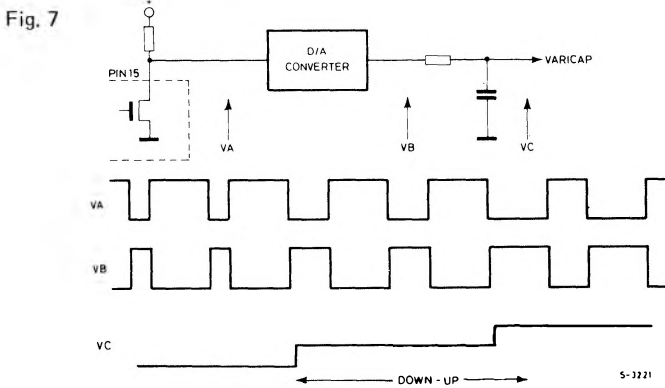 Fig. 7
+
D/A
CONVERTER
VARICAP
PIN 15
VA
VB
VC
VA
VB
VC
DOWN - UP
S-3221